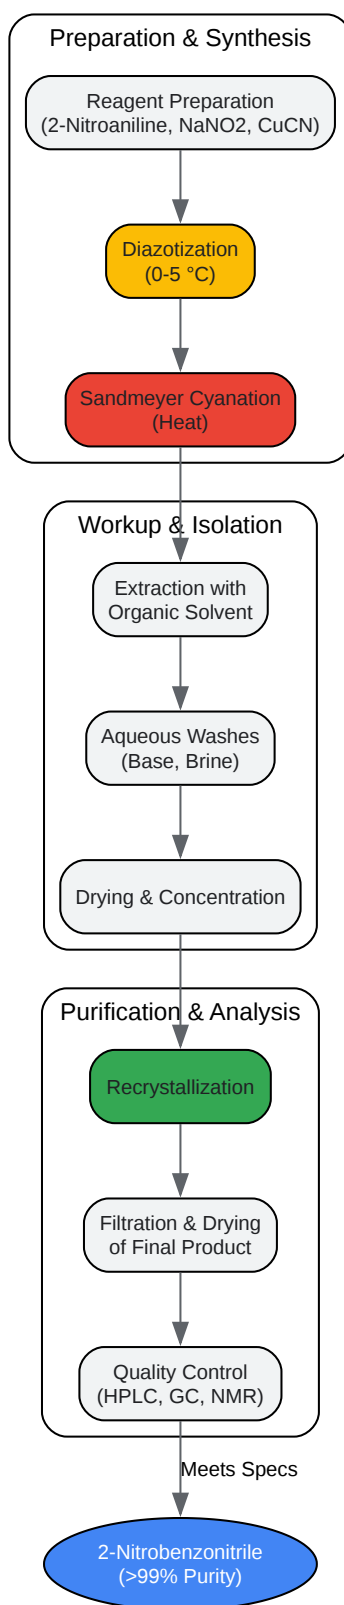 Preparation & Synthesis
Reagent Preparation
(2-Nitroaniline, NaNO2, CuCN)
Diazotization
(0-5 °C)
Sandmeyer Cyanation
(Heat)
Workup & Isolation
Extraction with
Organic Solvent
Aqueous Washes
(Base, Brine)
Drying & Concentration
Purification & Analysis
Recrystallization
Filtration & Drying
of Final Product
Quality Control
(HPLC, GC, NMR)
Meets Specs
2-Nitrobenzonitrile
(>99% Purity)